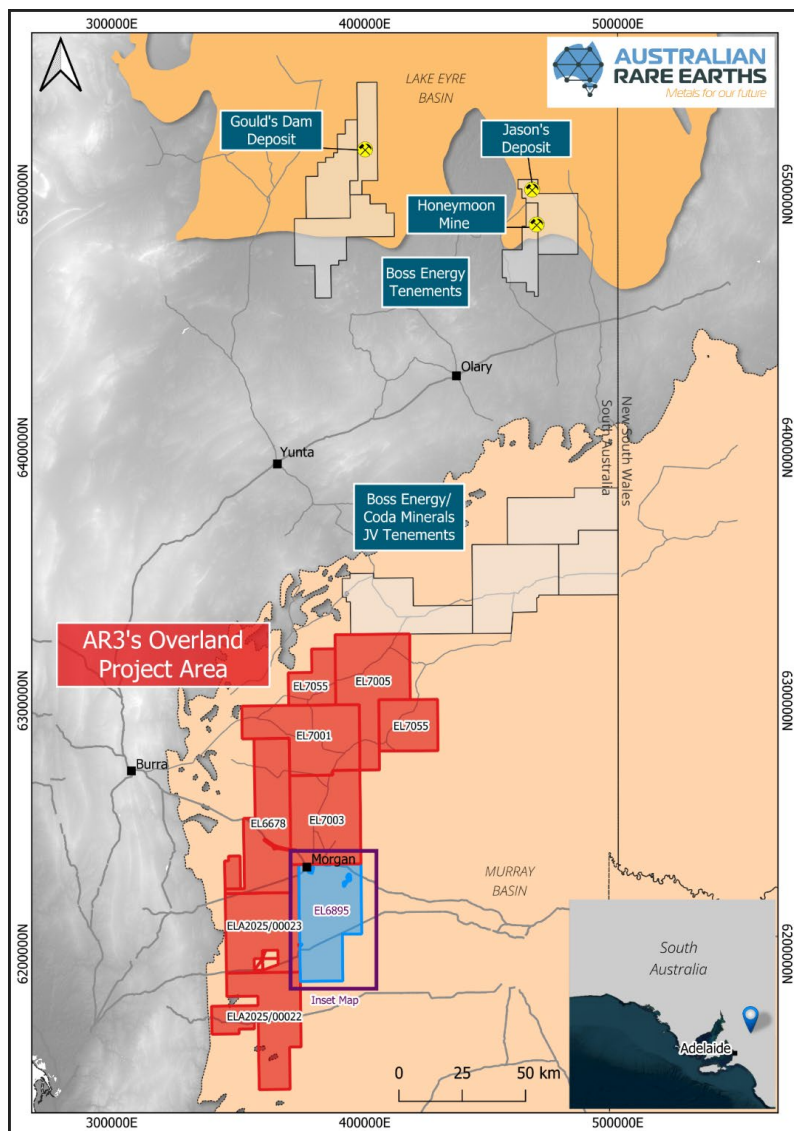 300000E
400000E
500000E
AUSTRALIAN
RARE EARTHS
Metals for our future
LAKE EYRE
BASIN
Gould's Dam
Deposit
Jason's
Deposit
6500000N
6500000N
Honeymoon
Mine
Boss Energy
Tenements
Olary
New South Wales
South Australia
6400000N
6400000N
Yunta
Boss Energy/
Coda Minerals
JV Tenements
AR3's Overland
Project Area
EL7055
EL7005
6300000N
6300000N
EL7001
EL7055
Burra
EL6678
EL7003
Morgan
MURRAY
BASIN
EL6895
ELA2025/00023
6200000N
6200000N
South
Australia
Inset Map
ELA2025/00022
Adelaide
0
25
50 km
300000E
400000E
500000E